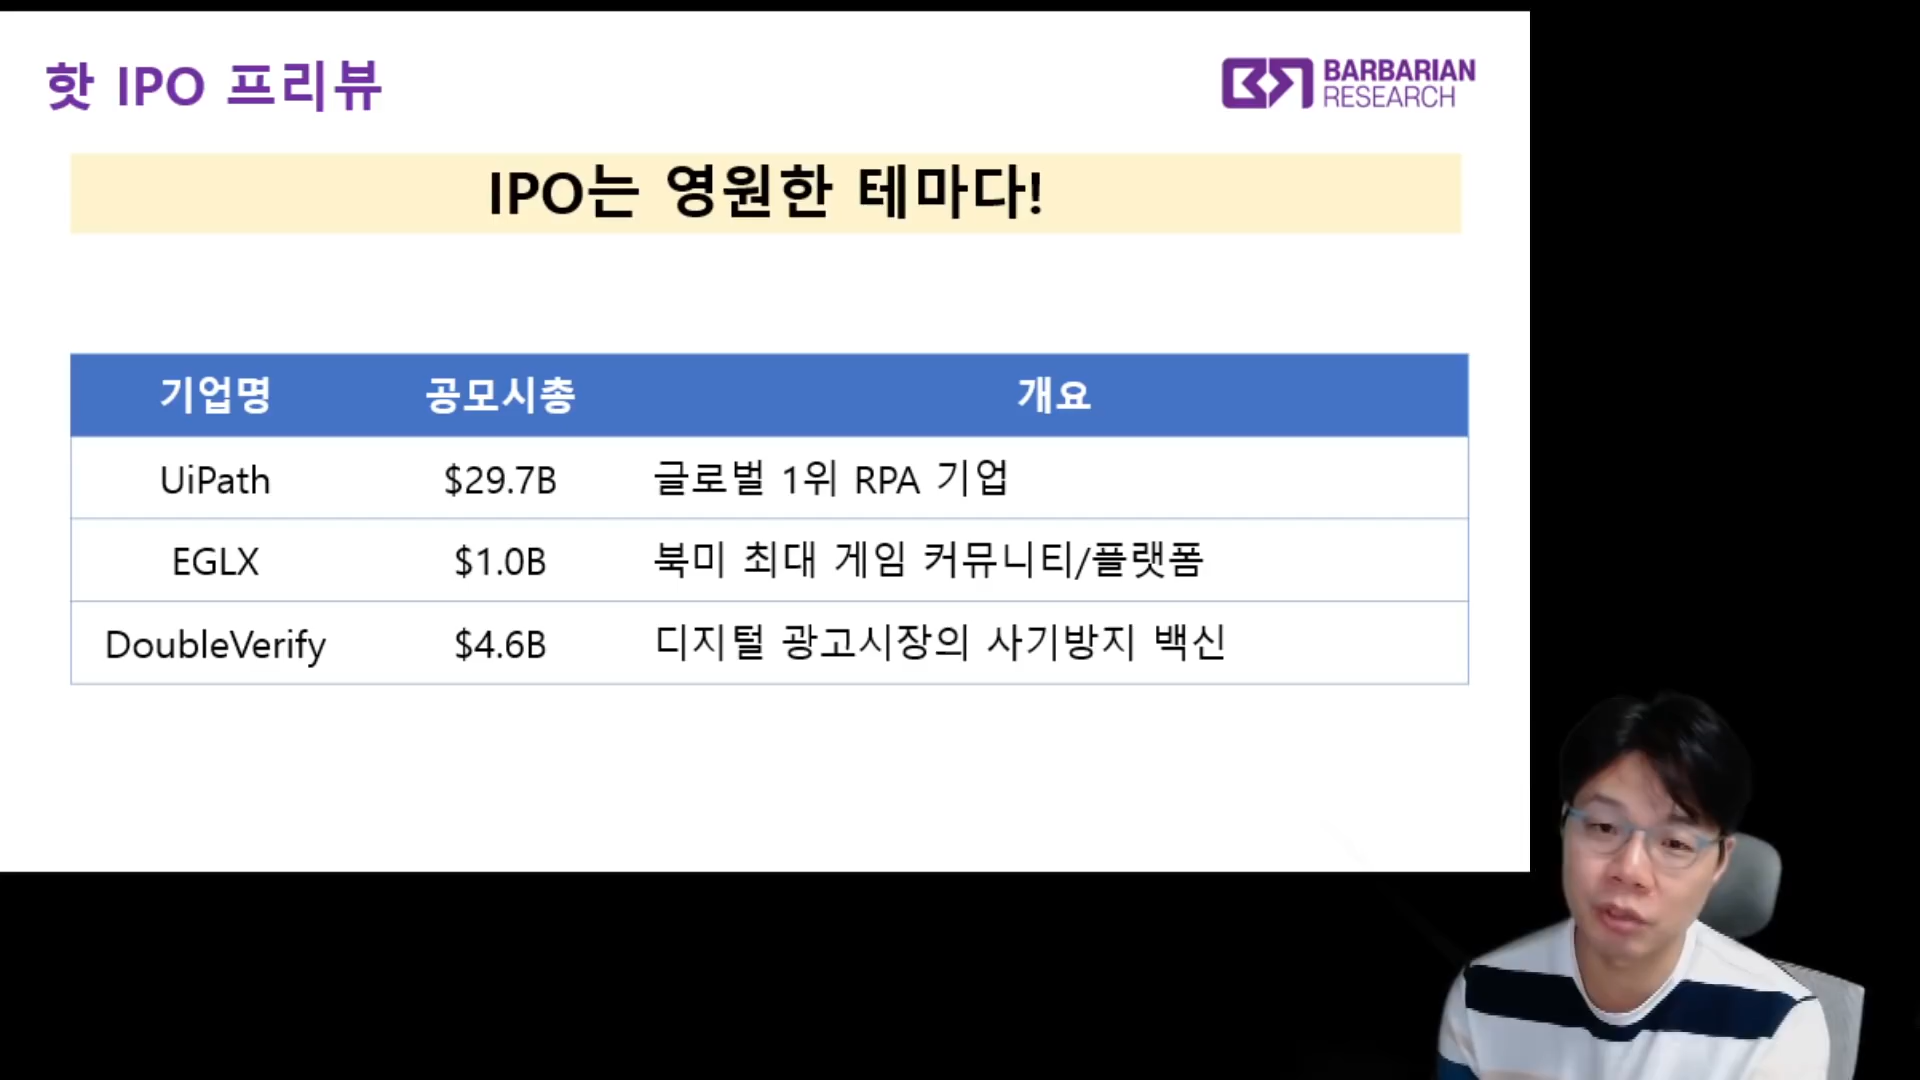 핫 IPO 프리뷰
BARBARIAN
RESEARCH
IPO는 영원한 테마다!
기업명 공모시총 개요
UiPath $29.7B 글로벌 1위 RPA 기업
EGLX $1.0B 북미 최대 게임 커뮤니티/플랫폼
DoubleVerify $4.6B 디지털 광고시장의 사기방지 백신